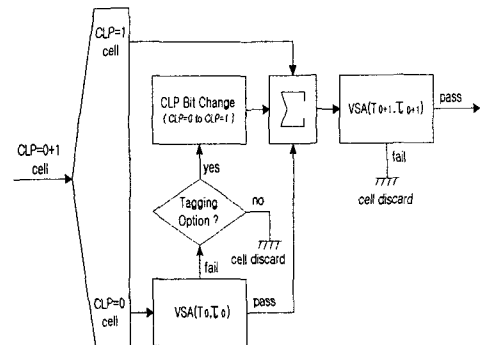 CLP=1
cell
CLP Bit Change
( CLP=0 to CLP=1 )
Σ
VSA(T0+1, τ0+1)
pass
fail
cell discard
CLP=0+1
cell
yes
Tagging
Option ?
no
cell discard
fail
CLP=0
cell
VSA(T0, τ0)
pass